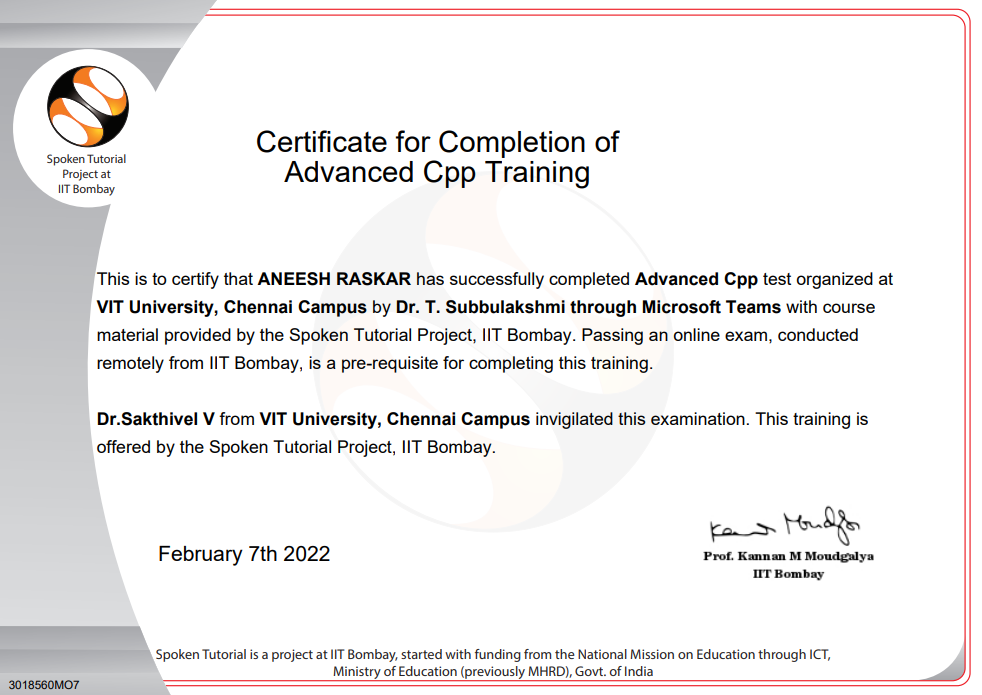 Spoken Tutorial
Project at
IIT Bombay
Certificate for Completion of
Advanced Cpp Training
This is to certify that ANEESH RASKAR has successfully completed Advanced Cpp test organized at
VIT University, Chennai Campus by Dr. T. Subbulakshmi through Microsoft Teams with course
material provided by the Spoken Tutorial Project, IIT Bombay. Passing an online exam, conducted
remotely from IIT Bombay, is a pre-requisite for completing this training.
Dr.Sakthivel V from VIT University, Chennai Campus invigilated this examination. This training is
offered by the Spoken Tutorial Project, IIT Bombay.
February 7th 2022
Prof. Kannan M Moudgalya
IIT Bombay
Spoken Tutorial is a project at IIT Bombay, started with funding from the National Mission on Education through ICT,
Ministry of Education (previously MHRD), Govt. of India
3018560MO7